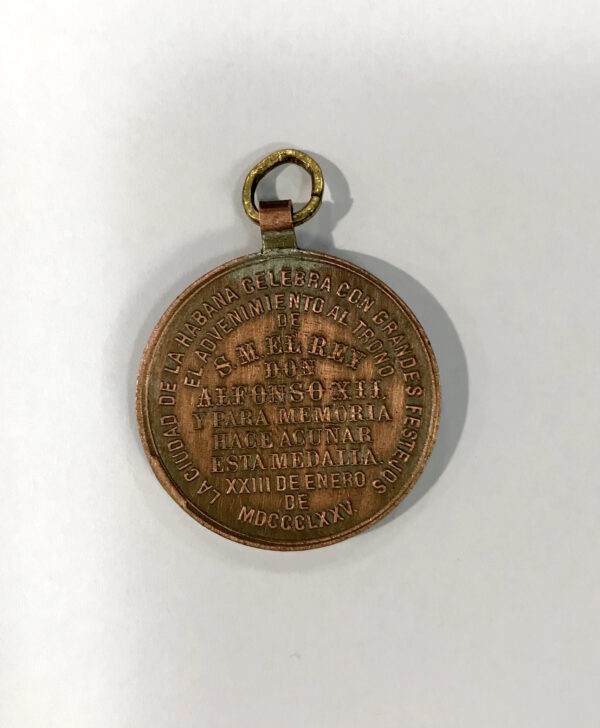 LA CIUDAD DE LA HABANA CELEBRA CON GRANDES FESTEJOS
EL ADVENIMIENTO AL TRONO
DE
S.M. EL REY
DON
ALFONSO XII.
Y PARA MEMORIA
HACE ACUÑAR
ESTA MEDALLA.
XXIII DE ENERO
DE
MDCCCLXXV.